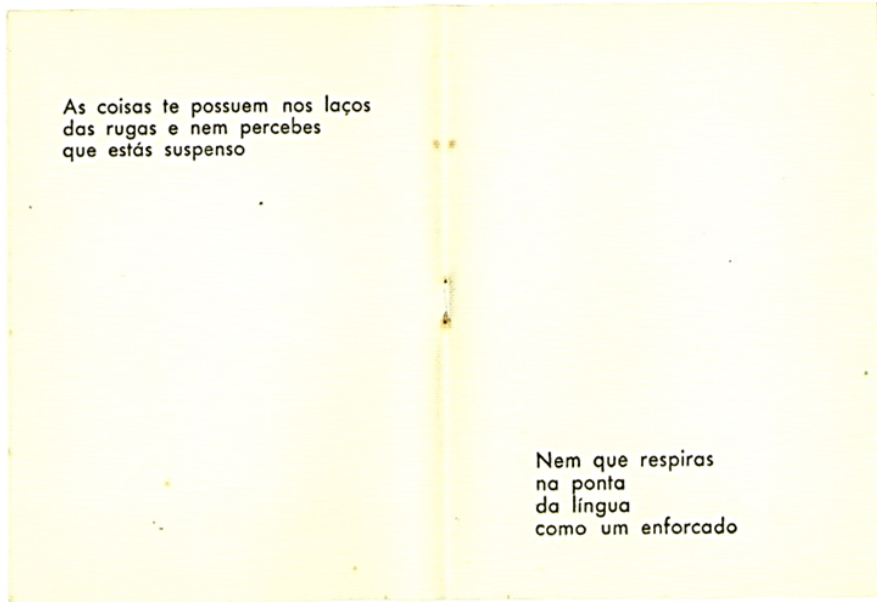 As coisas te possuem nos laços
das rugas e nem percebes
que estás suspenso
Nem que respiras
na ponta
da língua
como um enforcado